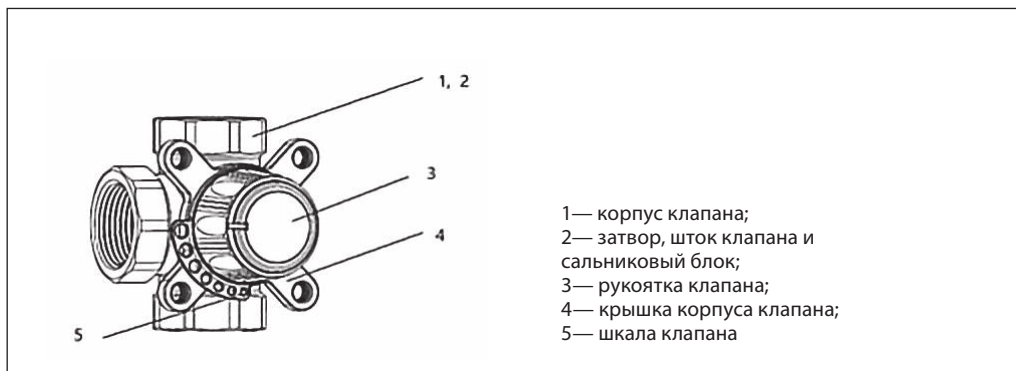 1, 2
3
4
5
1— корпус клапана;
2— затвор, шток клапана и
сальниковый блок;
3— рукоятка клапана;
4— крышка корпуса клапана;
5— шкала клапана